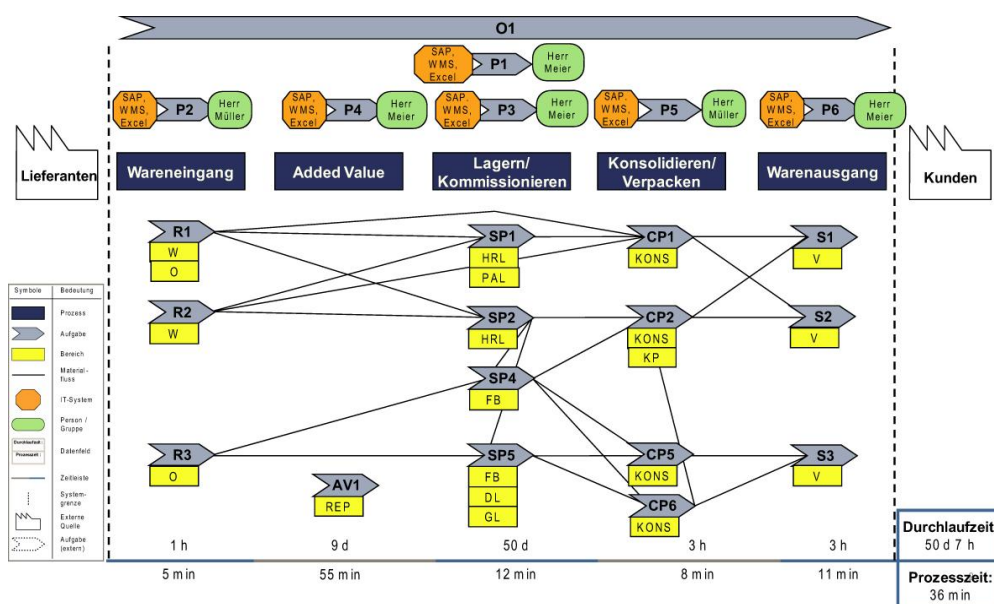 O1
SAP,
WMS,
Excel
P1
Herr
Meier
SAP,
WMS,
Excel
P2
Herr
Müller
SAP,
WMS,
Excel
P4
Herr
Meier
SAP,
WMS,
Excel
P3
Herr
Meier
SAP,
WMS,
Excel
P5
Herr
Müller
SAP,
WMS,
Excel
P6
Herr
Meier
Lieferanten
Wareneingang
Added Value
Lagern/
Kommissionieren
Konsolidieren/
Verpacken
Warenausgang
Kunden
R1
W
O
SP1
HRL
PAL
CP1
KONS
S1
V
R2
W
SP2
HRL
CP2
KONS
KP
S2
V
SP4
FB
R3
O
AV1
REP
SP5
FB
DL
GL
CP5
KONS
CP6
KONS
S3
V
Symbole Bedeutung
Prozess
Aufgabe
Bereich
Material-
fluss
IT-System
Person /
Gruppe
Durchlaufzeit:
Prozesszeit:
Datenfeld
Zeitleiste
System-
grenze
Externe
Quelle
Aufgabe
(extern)
1 h 9 d 50 d 3 h 3 h
5 min 55 min 12 min 8 min 11 min
Durchlaufzeit:
50 d 7 h
Prozesszeit:
36 min